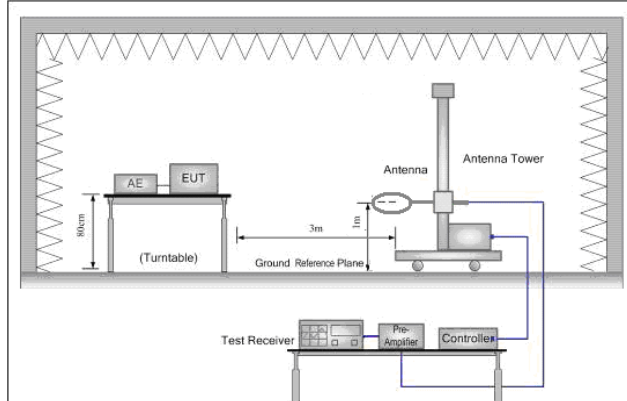 Antenna
Antenna Tower
AE
EUT
80cm
(Turntable)
3m
1m
Ground Reference Plane
Test Receiver
Pre-
Amplifier
Controller